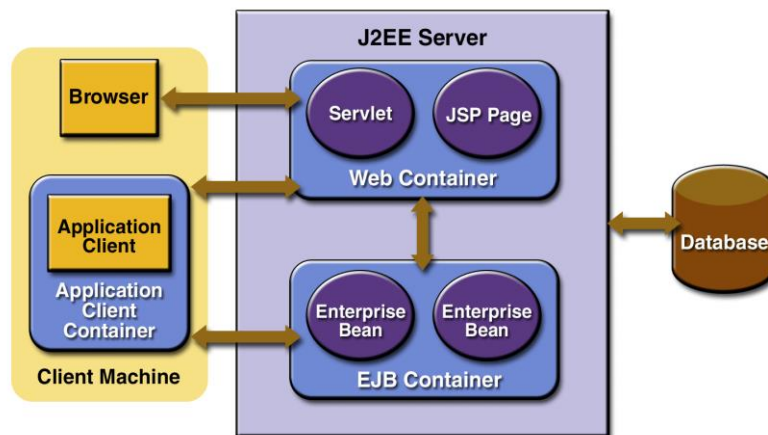 J2EE Server
Browser
Servlet
JSP Page
Web Container
Application
Client
Application
Client
Container
Client Machine
Enterprise
Bean
Enterprise
Bean
EJB Container
Database